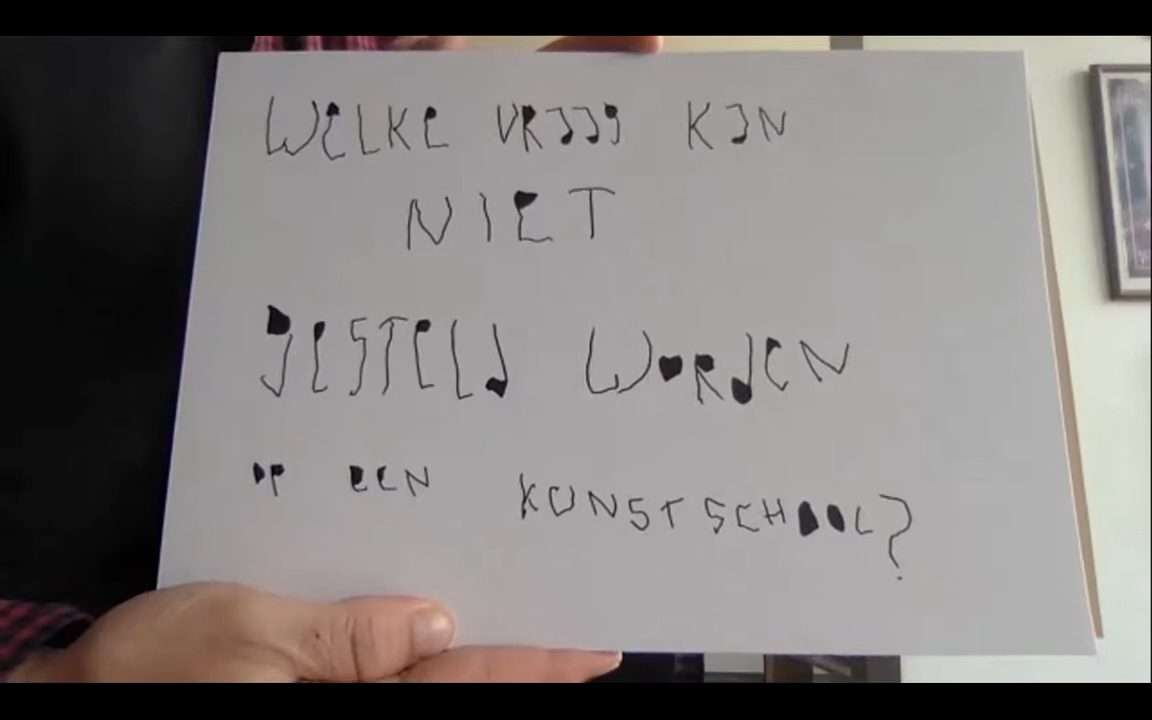 WELKE VRAAG KAN
NIET
GESTELD WORDEN
OP EEN KUNSTSCHOOL?